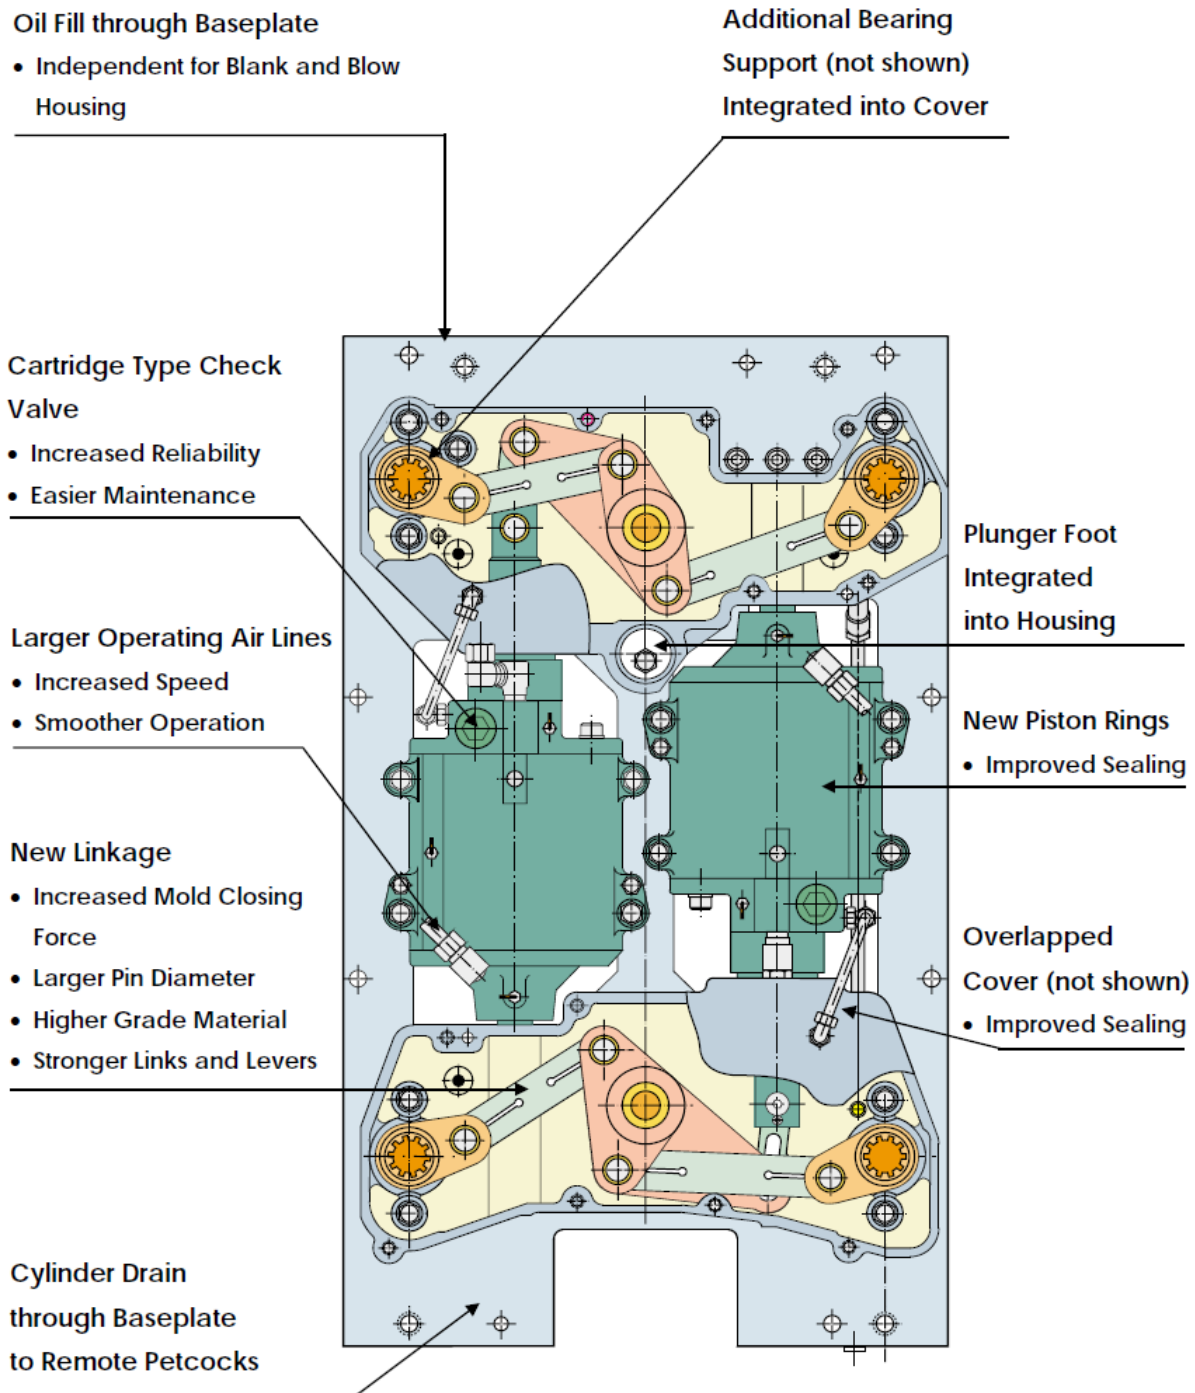 Oil Fill through Baseplate
• Independent for Blank and Blow
Housing
Additional Bearing
Support (not shown)
Integrated into Cover
Cartridge Type Check
Valve
• Increased Reliability
• Easier Maintenance
Larger Operating Air Lines
• Increased Speed
• Smoother Operation
New Linkage
• Increased Mold Closing
Force
• Larger Pin Diameter
• Higher Grade Material
• Stronger Links and Levers
Cylinder Drain
through Baseplate
to Remote Petcocks
Plunger Foot
Integrated
into Housing
New Piston Rings
• Improved Sealing
Overlapped
Cover (not shown)
• Improved Sealing